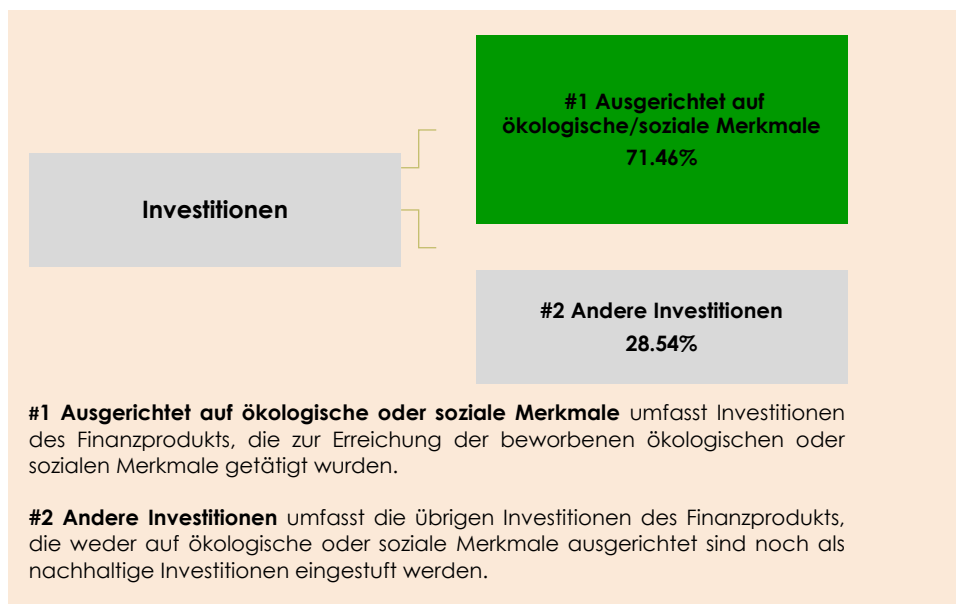 #1 Ausgerichtet auf
ökologische/soziale Merkmale
71.46%
Investitionen
#2 Andere Investitionen
28.54%
#1 Ausgerichtet auf ökologische oder soziale Merkmale umfasst Investitionen
des Finanzprodukts, die zur Erreichung der beworbenen ökologischen oder
sozialen Merkmale getätigt wurden.
#2 Andere Investitionen umfasst die übrigen Investitionen des Finanzprodukts,
die weder auf ökologische oder soziale Merkmale ausgerichtet sind noch als
nachhaltige Investitionen eingestuft werden.